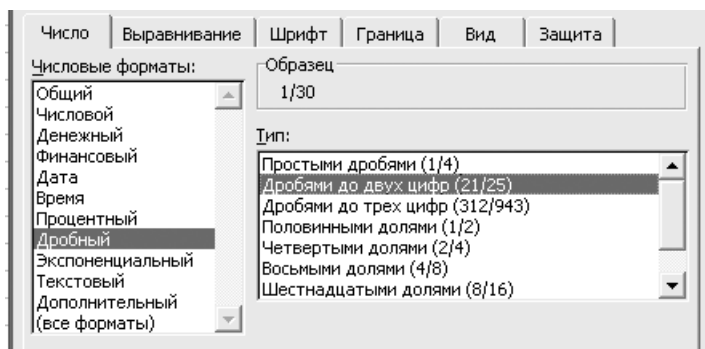 Число Выравнивание Шрифт Граница Вид Защита
Числовые форматы:
Общий
Числовой
Денежный
Финансовый
Дата
Время
Процентный
Дробный
Экспоненциальный
Текстовый
Дополнительный
(все форматы)
Образец
1/30
Тип:
Простыми дробями (1/4)
Дробями до двух цифр (21/25)
Дробями до трех цифр (312/943)
Половинными долями (1/2)
Четвертыми долями (2/4)
Восьмыми долями (4/8)
Шестнадцатыми долями (8/16)